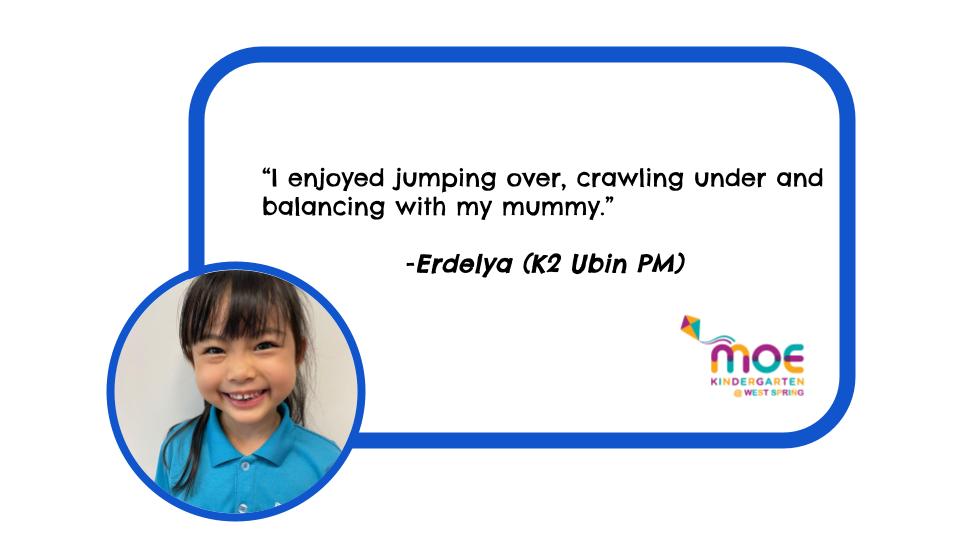 “I enjoyed jumping over, crawling under and
balancing with my mummy.”
-Erdelya (K2 Ubin PM)
moe
KINDERGARTEN
@ WEST SPRING